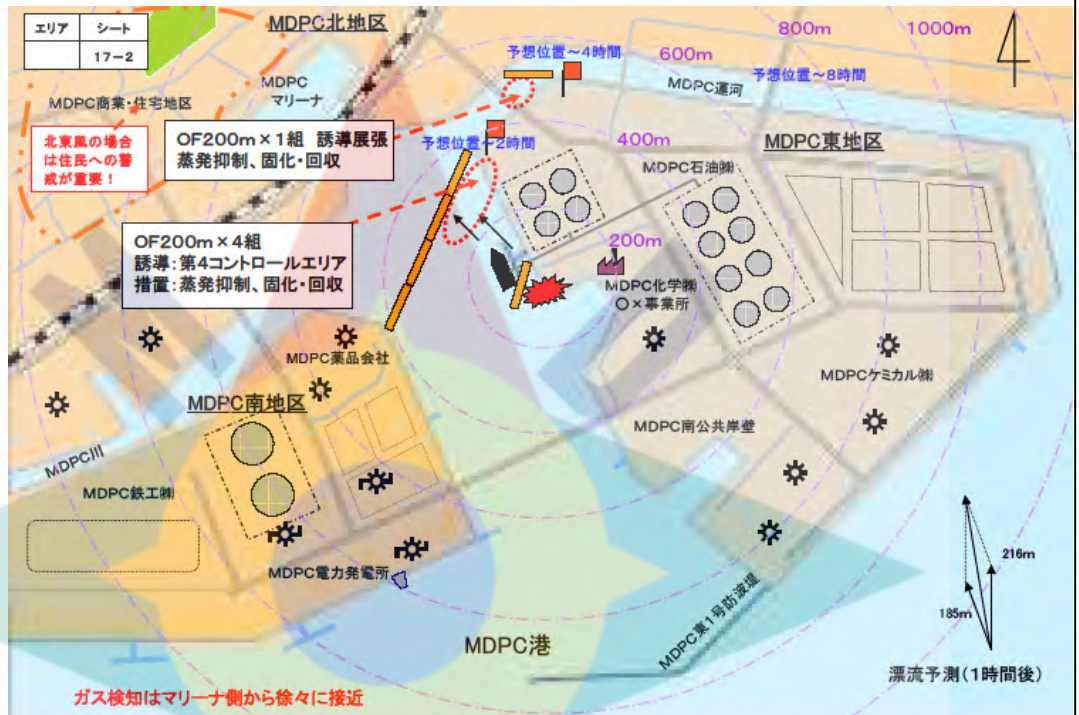 エリア シート
17-2
MDPC北地区
800m
1000m
600m
予想位置～4時間
予想位置～8時間
MDPC
マリーナ
MDPC運河
MDPC商業・住宅地区
北東風の場合
は住民への警
戒が重要！
OF200m×1組 誘導展張
蒸発抑制、固化・回収
予想位置～2時間
400m
MDPC東地区
MDPC石油㈱
OF200m×4組
誘導：第4コントロールエリア
措置：蒸発抑制、固化・回収
200m
MDPC化学㈱
○×事業所
MDPC薬品会社
MDPCケミカル㈱
MDPC南地区
MDPC南公共岸壁
MDPC川
MDPC鉄工㈱
MDPC電力発電所
216m
185m
MDPC東1号防波堤
MDPC港
漂流予測(1時間後)
ガス検知はマリーナ側から徐々に接近